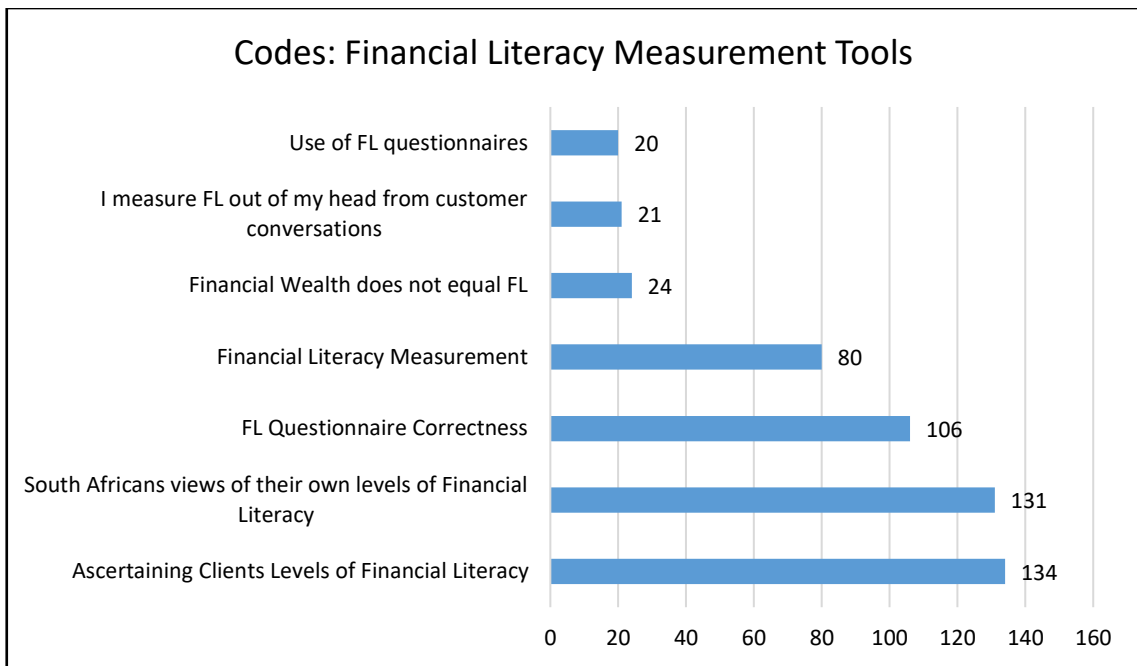 Codes: Financial Literacy Measurement Tools
Use of FL questionnaires
20
I measure FL out of my head from customer
conversations
21
Financial Wealth does not equal FL
24
Financial Literacy Measurement
80
FL Questionnaire Correctness
106
South Africans views of their own levels of Financial
Literacy
131
Ascertaining Clients Levels of Financial Literacy
134
0 20 40 60 80 100 120 140 160